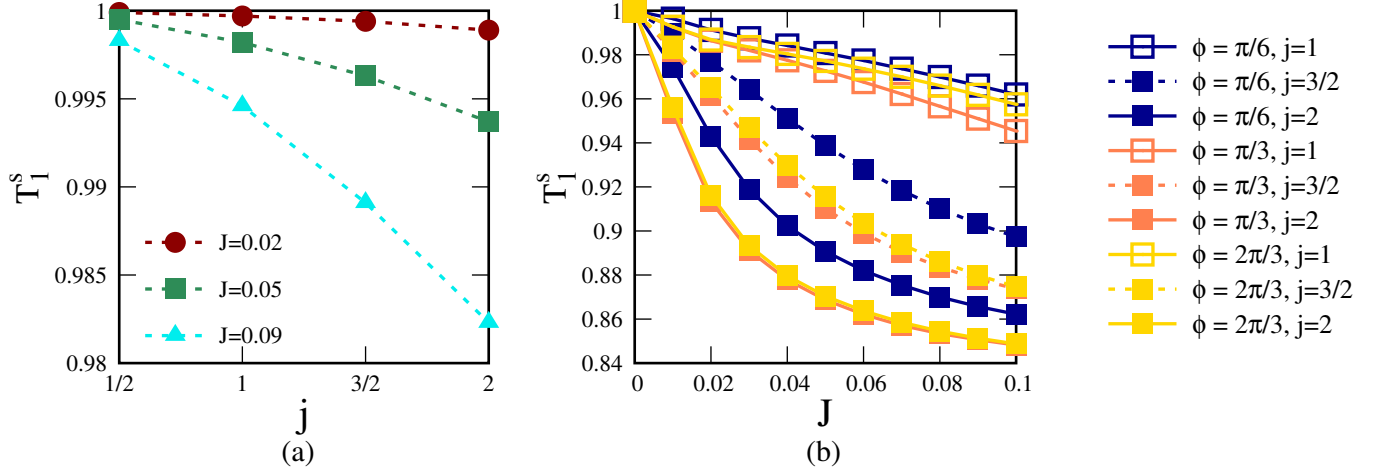 1
0.995
0.99
0.985
0.98
T₁ˢ
1/2
1
3/2
2
j
J=0.02
J=0.05
J=0.09
(a)
1
0.98
0.96
0.94
0.92
0.9
0.88
0.86
0.84
T₁ˢ
0
0.02
0.04
0.06
0.08
0.1
J
(b)
ϕ = π/6, j=1
ϕ = π/6, j=3/2
ϕ = π/6, j=2
ϕ = π/3, j=1
ϕ = π/3, j=3/2
ϕ = π/3, j=2
ϕ = 2π/3, j=1
ϕ = 2π/3, j=3/2
ϕ = 2π/3, j=2